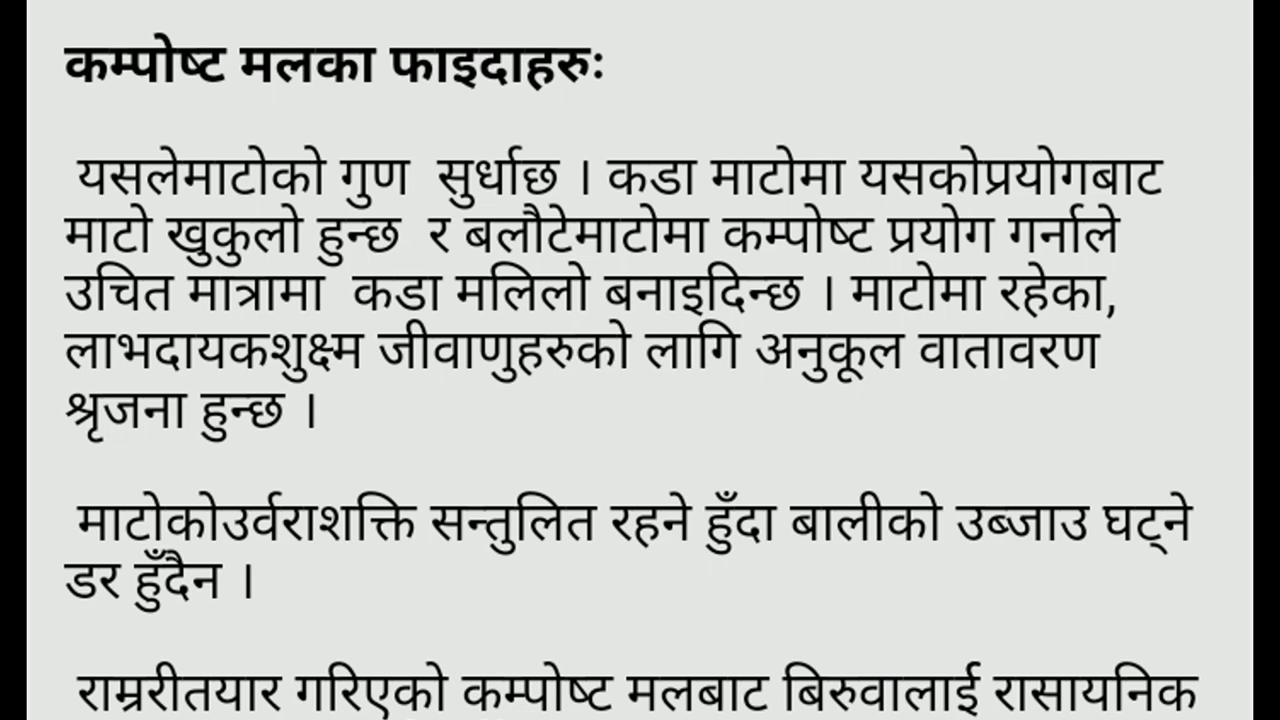 कम्पोष्ट मलका फाइदाहरुः
यसलेमाटोको गुण सुर्धाछ । कडा माटोमा यसकोप्रयोगबाट
माटो खुकुलो हुन्छ र बलौटेमाटोमा कम्पोष्ट प्रयोग गर्नाले
उचित मात्रामा कडा मलिलो बनाइदिन्छ । माटोमा रहेका,
लाभदायकशुक्ष्म जीवाणुहरुको लागि अनुकूल वातावरण
श्रृजना हुन्छ ।
माटोकोउर्वराशक्ति सन्तुलित रहने हुँदा बालीको उब्जाउ घट्ने
डर हुँदैन ।
राम्ररीतयार गरिएको कम्पोष्ट मलबाट बिरुवालाई रासायनिक